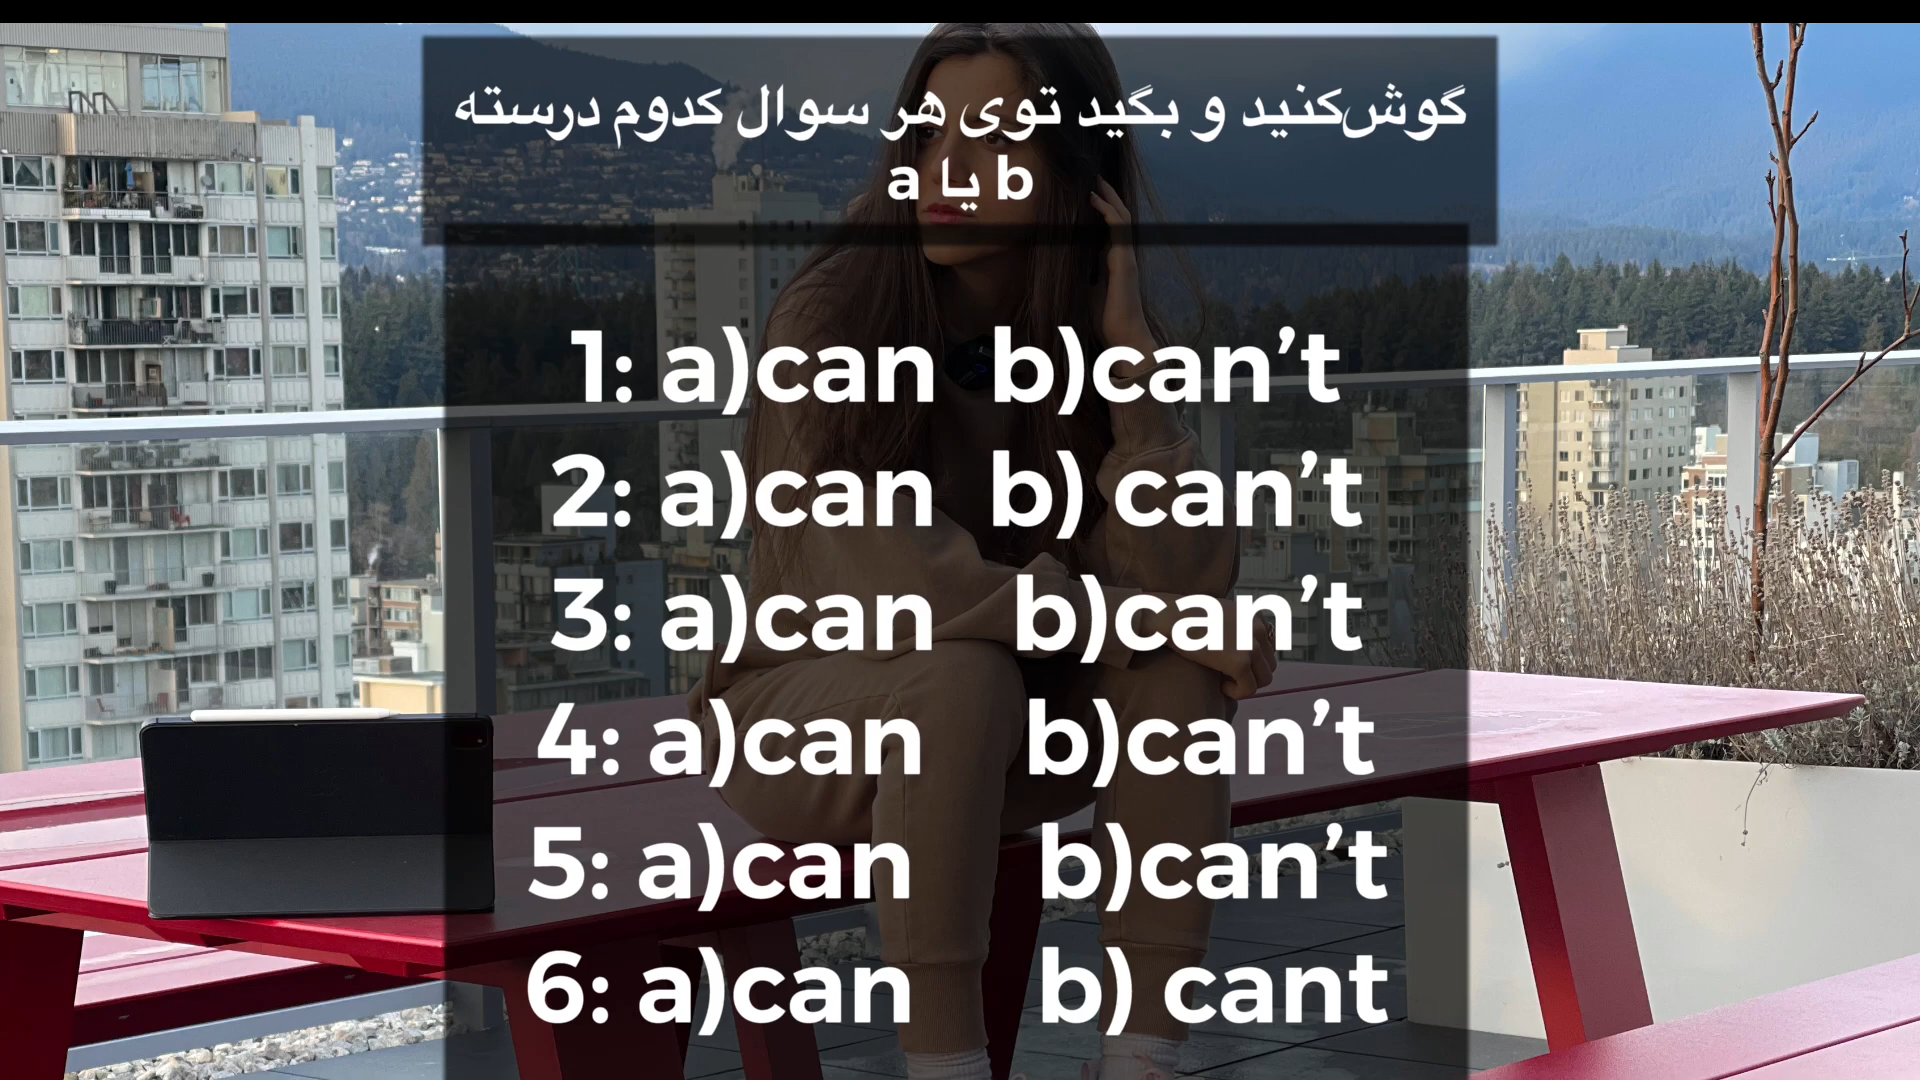 گوش‌کنید و بگید توی هر سوال کدوم درسته
a یا b
1: a)can b)can’t
2: a)can b) can’t
3: a)can b)can’t
4: a)can b)can’t
5: a)can b)can’t
6: a)can b) cant